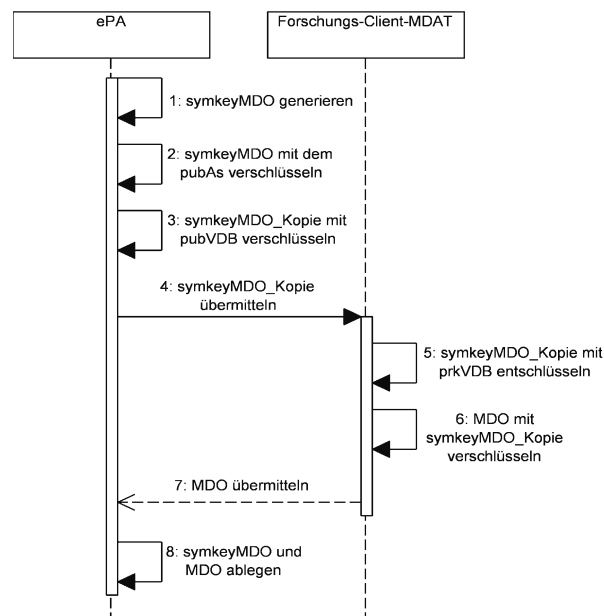 ePA
Forschungs-Client-MDAT
1: symkeyMDO generieren
2: symkeyMDO mit dem
pubAs verschlüsseln
3: symkeyMDO_Kopie mit
pubVDB verschlüsseln
4: symkeyMDO_Kopie
übermitteln
5: symkeyMDO_Kopie mit
prkVDB entschlüsseln
6: MDO mit
symkeyMDO_Kopie
verschlüsseln
7: MDO übermitteln
8: symkeyMDO und
MDO ablegen